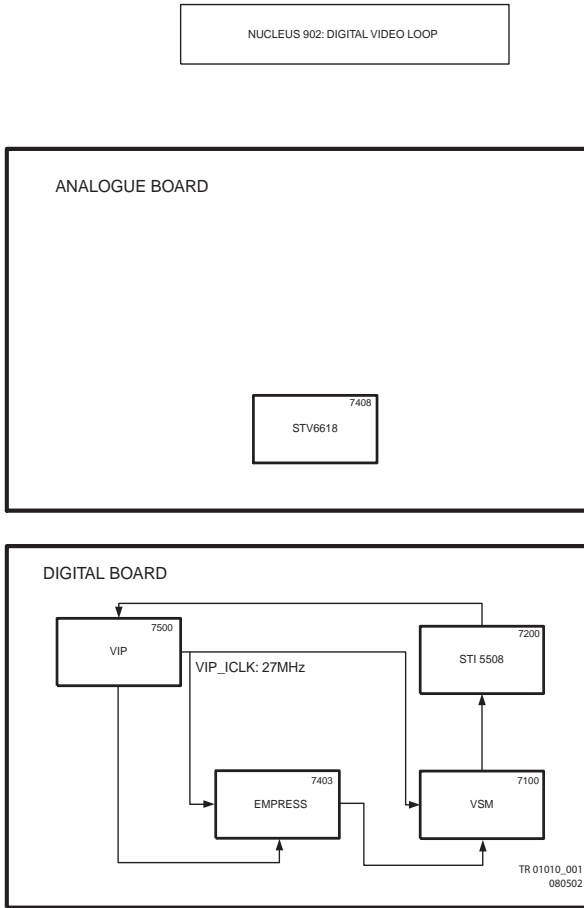 NUCLEUS 902: DIGITAL VIDEO LOOP
ANALOGUE BOARD
7408
STV6618
DIGITAL BOARD
7500
VIP
7200
STI 5508
VIP_ICLK: 27MHz
7403
EMPRESS
7100
VSM
TR 01010_001
080502